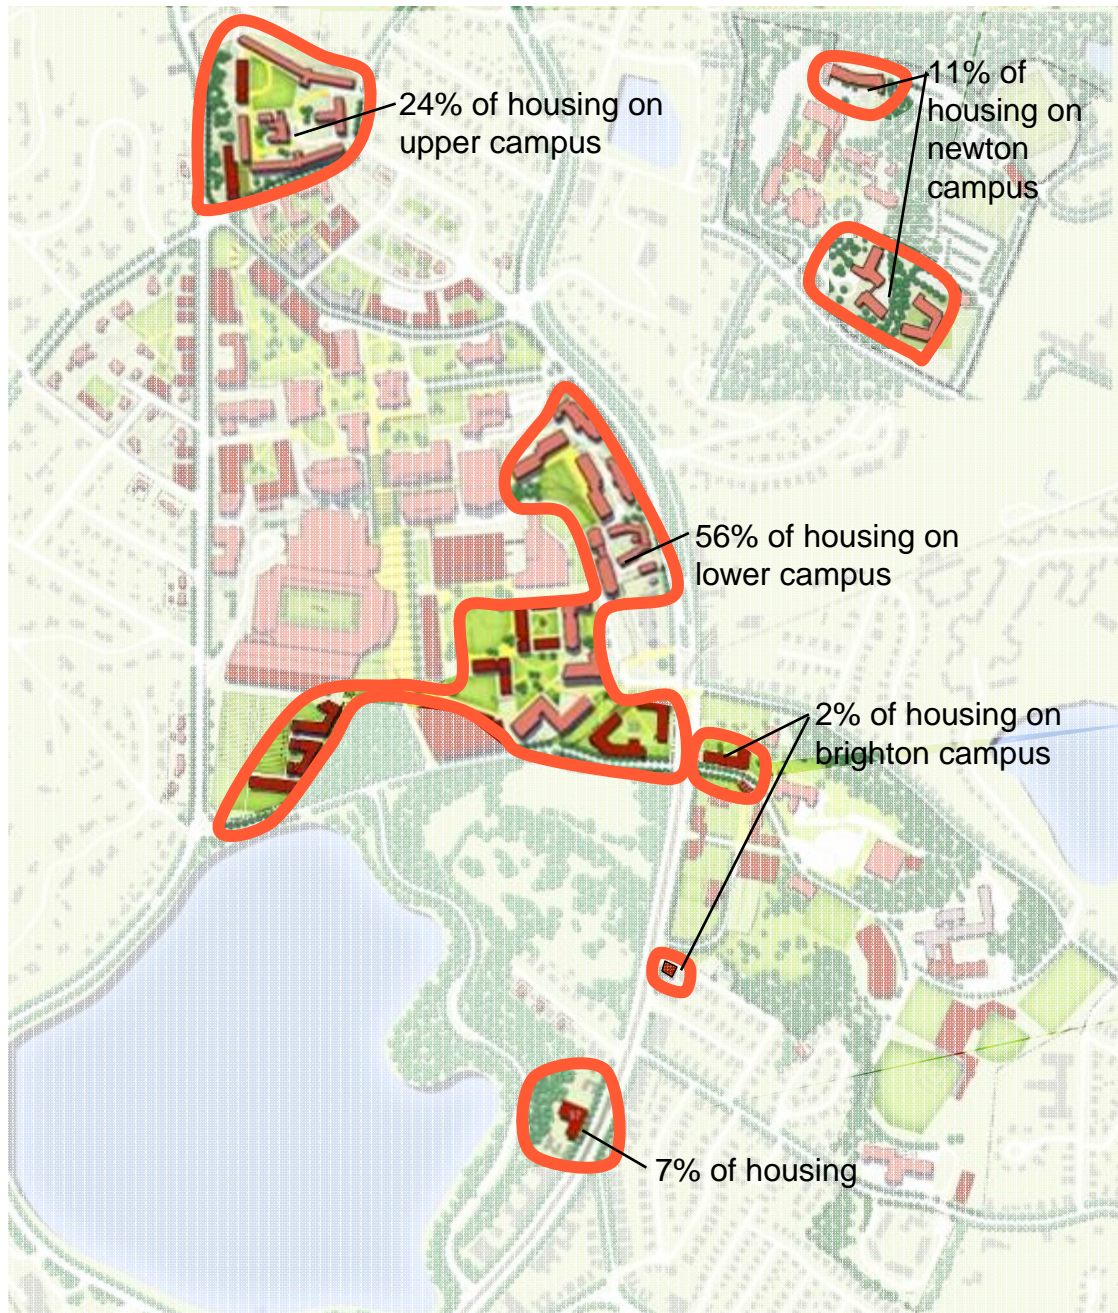 24% of housing on
upper campus
11% of
housing on
newton
campus
56% of housing on
lower campus
2% of housing on
brighton campus
7% of housing